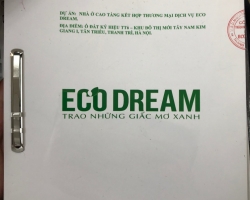 DỰ ÁN: NHÀ Ở CAO TẦNG KẾT HỢP THƯƠNG MẠI DỊCH VỤ ECO
DREAM.
ĐỊA ĐIỂM: Ô ĐẤT KÝ HIỆU TT6 - KHU ĐÔ THỊ MỚI TÂY NAM KIM
GIANG I, TÂN TRIỀU, THANH TRÌ, HÀ NỘI.
ECO DREAM
TRAO NHỮNG GIẤC MƠ XANH